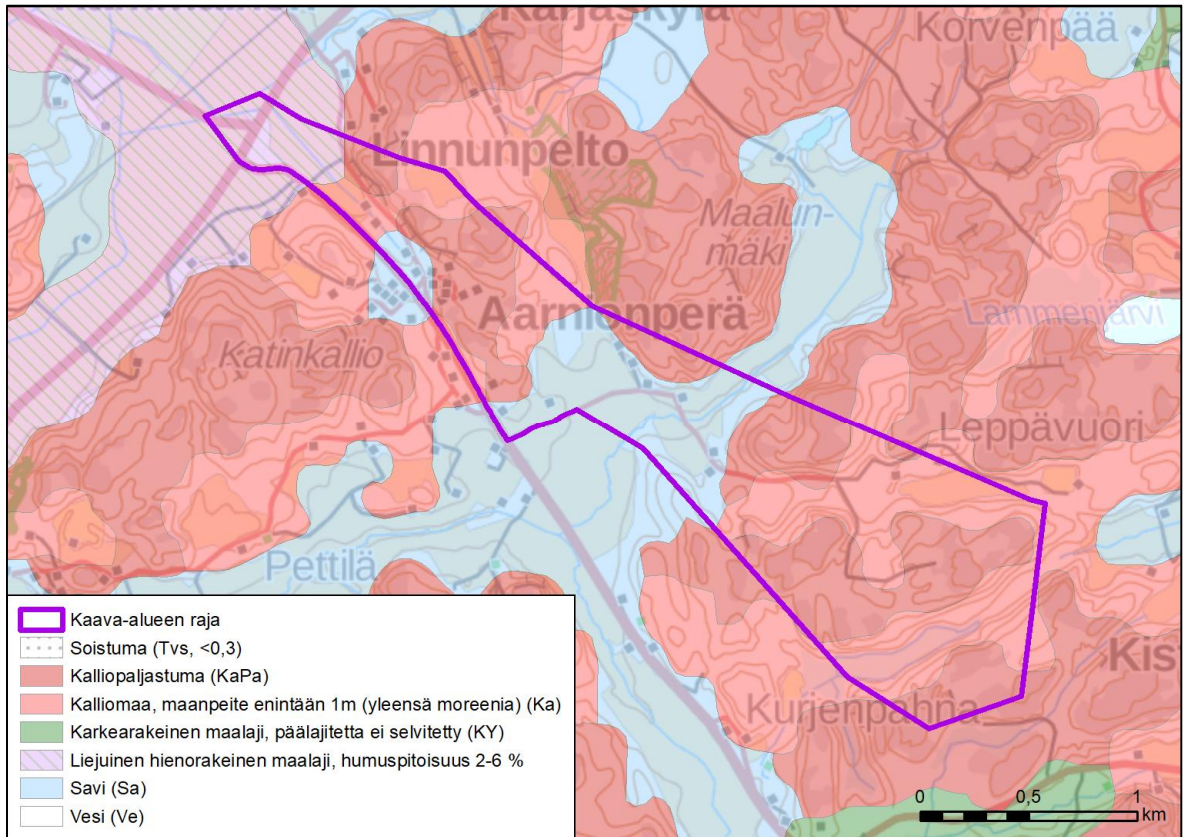 Karjaskylä
Korvenpää
Linnunpelto
Maalun-
mäki
Aarnionperä
Lammenjärvi
Katinkallio
Leppävuori
Pettilä
Kurjenpahna
Kis
Kaava-alueen raja
Soistuma (Tvs, <0,3)
Kalliopaljastuma (KaPa)
Kalliomaa, maanpeite enintään 1m (yleensä moreenia) (Ka)
Karkearakeinen maalaji, päälajitetta ei selvitetty (KY)
Liejuinen hienorakeinen maalaji, humuspitoisuus 2-6 %
Savi (Sa)
Vesi (Ve)
0 0,5 1
km